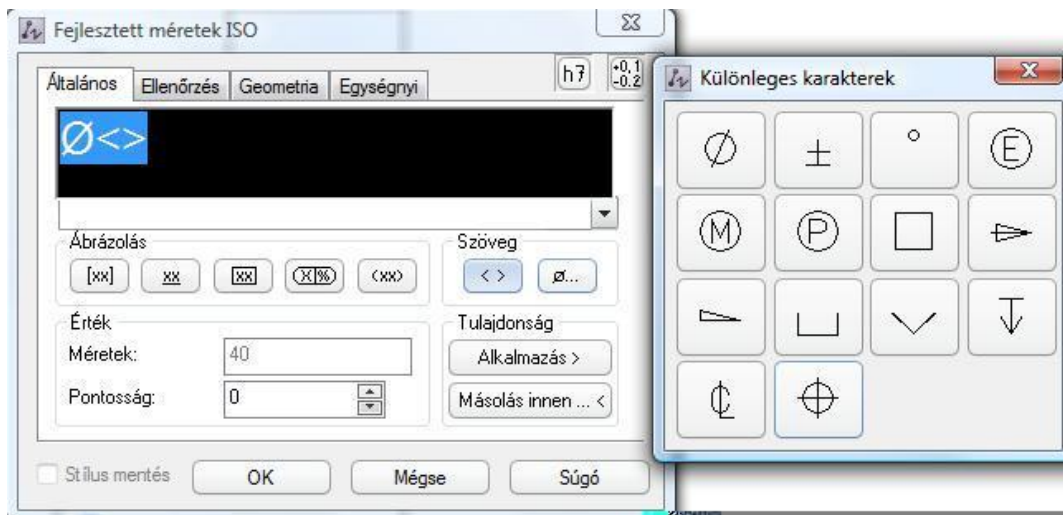 Fejlesztett méretek ISO
Általános Ellenőrzés Geometria Egységnyi
h7 +0.1
-0.2
Ø<>
Ábrázolás
[xx] xx xx (X|%) (xx)
Szöveg
< > ø...
Érték
Méretek: 40
Pontosság: 0
Tulajdonság
Alkalmazás >
Másolás innen ... <
Stílus mentés OK Mégse Súgó
Különleges karakterek
Ø ± ° Ⓔ
Ⓜ Ⓟ
℄